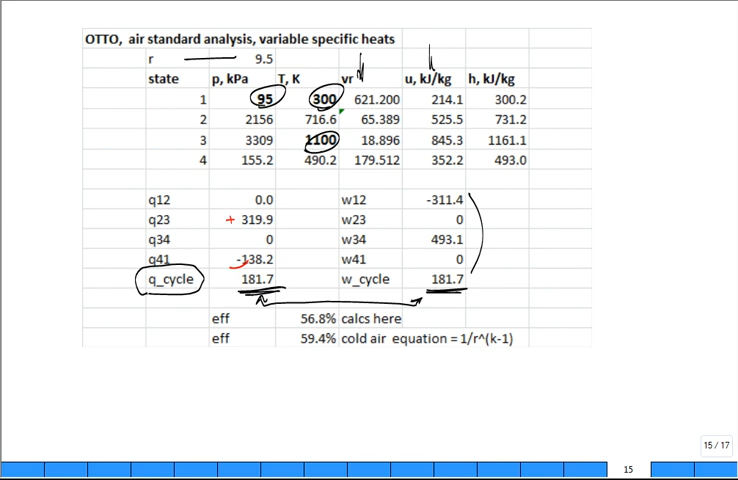 OTTO, air standard analysis, variable specific heats
r 9.5
state p, kPa T, K vr u, kJ/kg h, kJ/kg
1 95 300 621.200 214.1 300.2
2 2156 716.6 65.389 525.5 731.2
3 3309 1100 18.896 845.3 1161.1
4 155.2 490.2 179.512 352.2 493.0
q12 0.0 w12 -311.4
q23 + 319.9 w23 0
q34 0 w34 493.1
q41 -138.2 w41 0
q_cycle 181.7 w_cycle 181.7
eff 56.8% calcs here
eff 59.4% cold air equation = 1/r^(k-1)
15 / 17
15